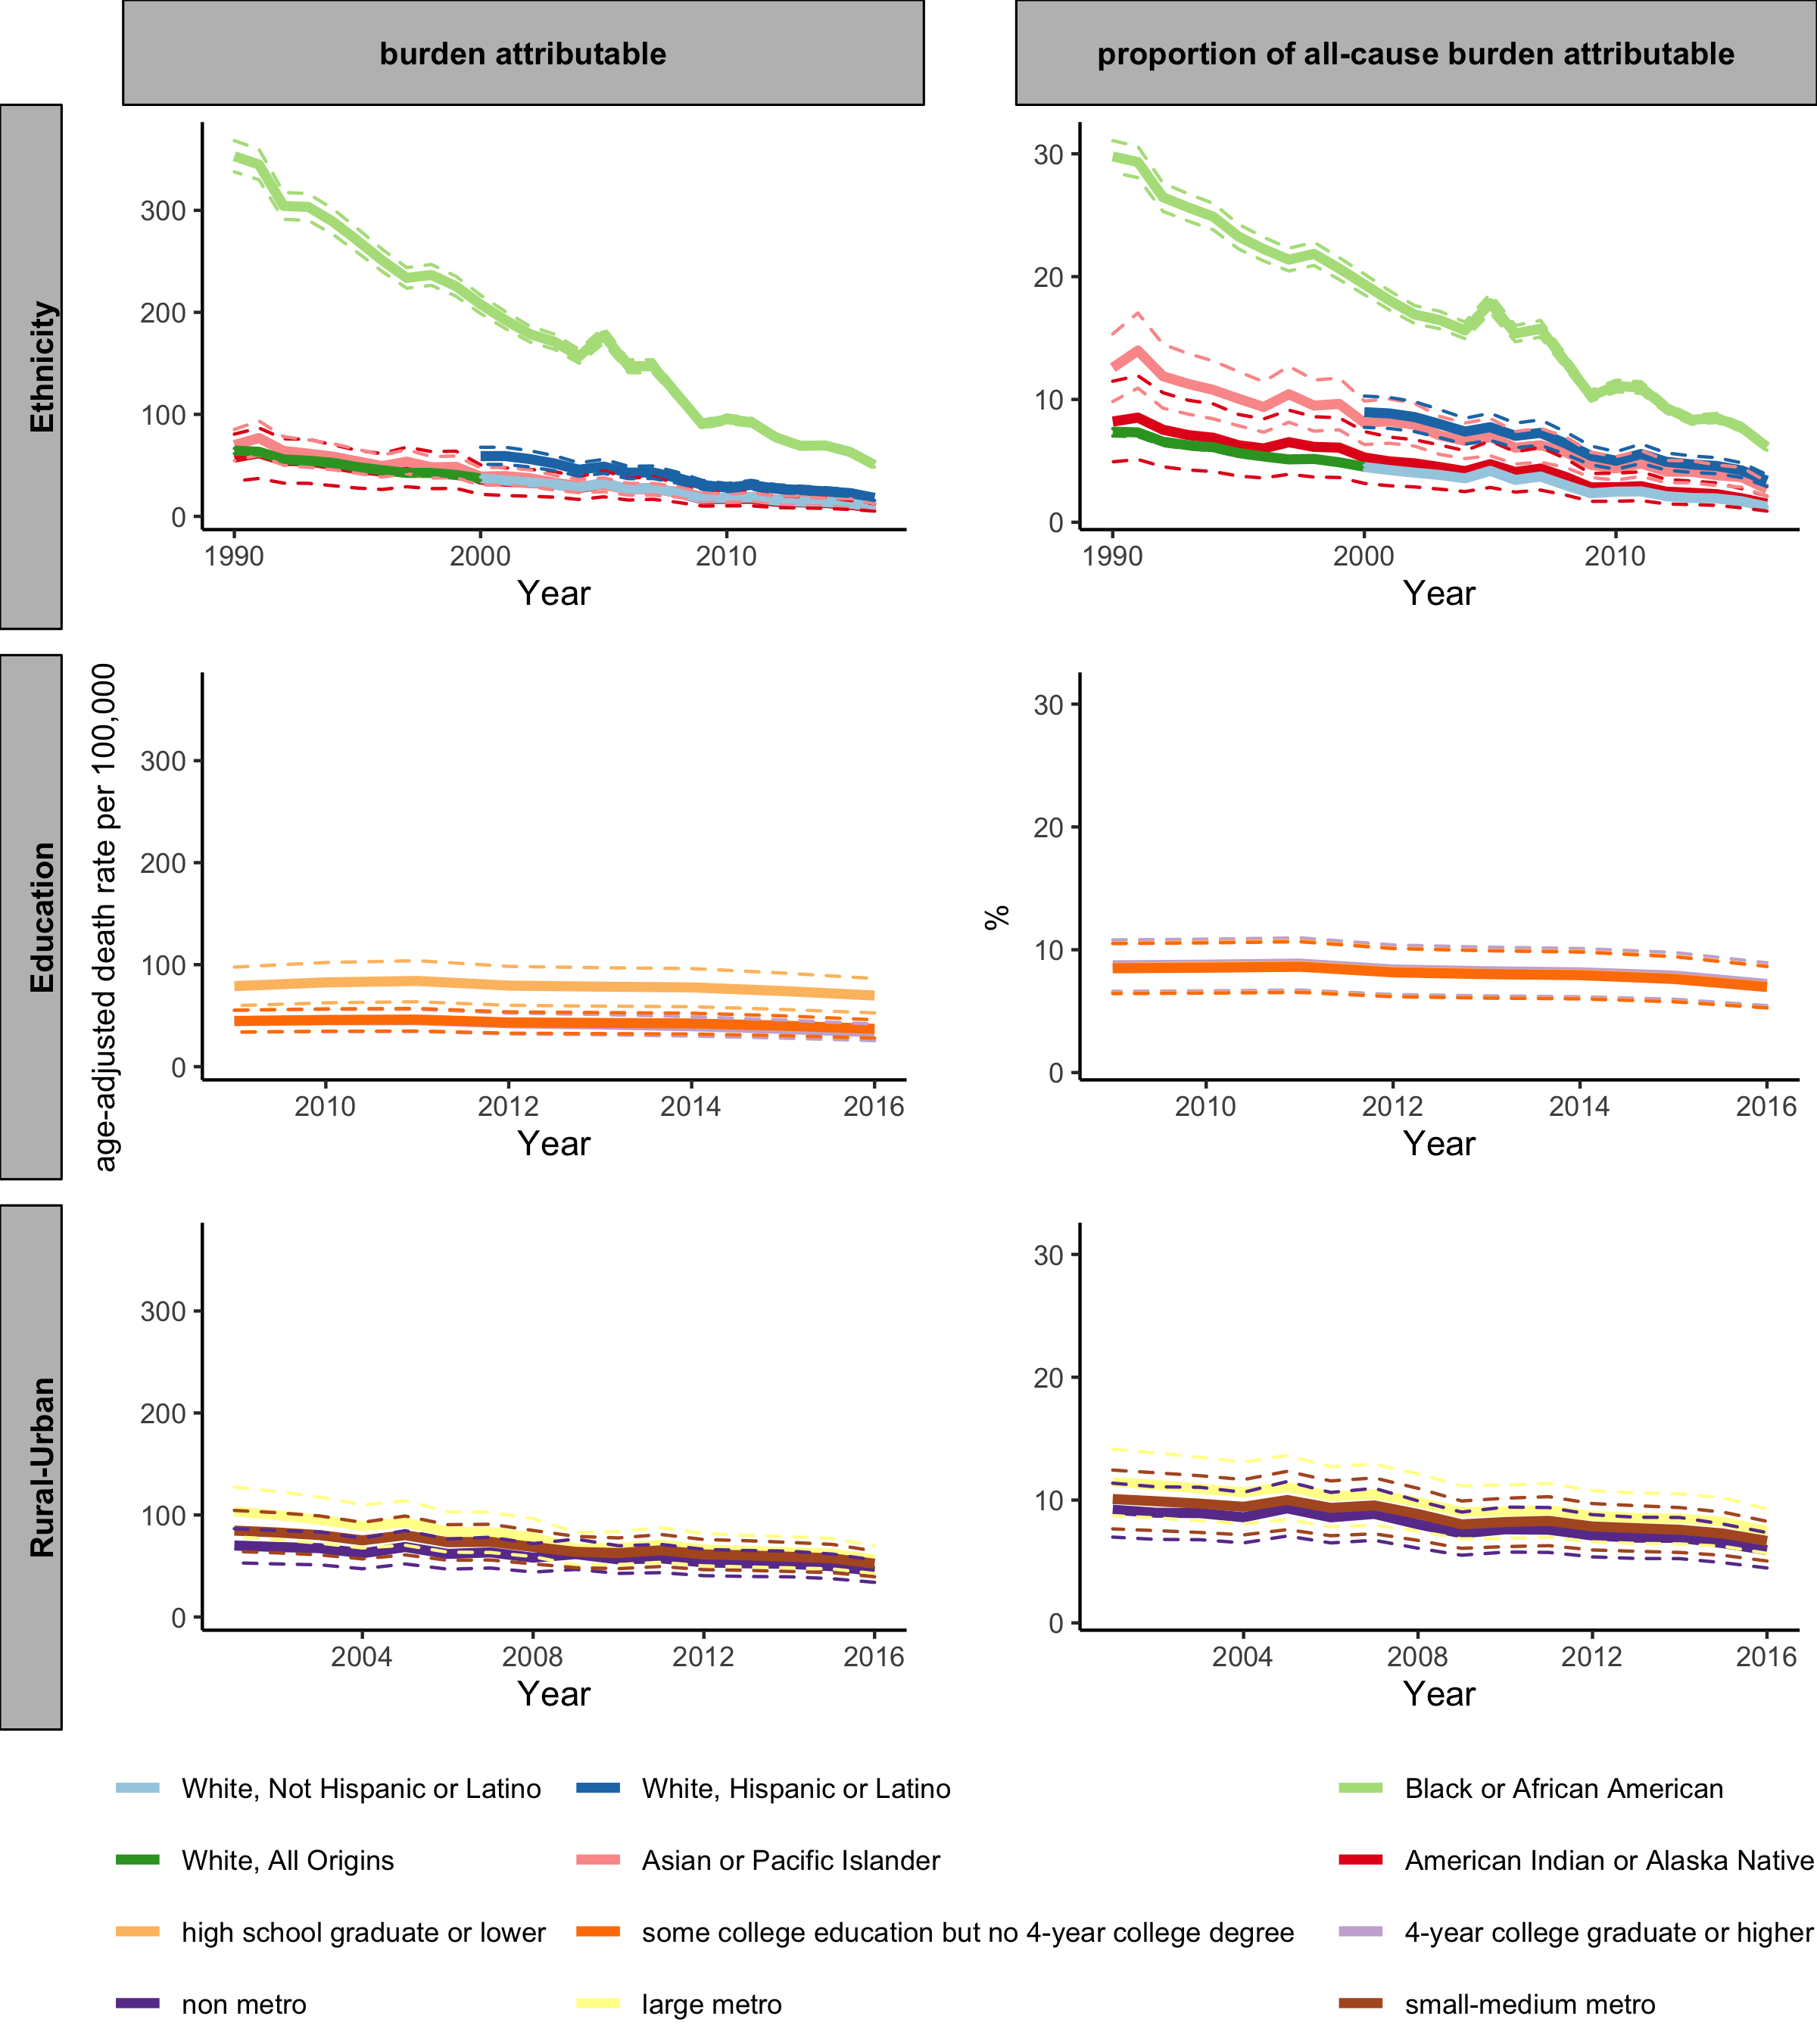 burden attributable
proportion of all-cause burden attributable
Ethnicity
300
200
100
0
1990
2000
2010
Year
30
20
10
0
1990
2000
2010
Year
Education
age-adjusted death rate per 100,000
300
200
100
0
2010
2012
2014
2016
Year
%
30
20
10
0
2010
2012
2014
2016
Year
Rural-Urban
300
200
100
0
2004
2008
2012
2016
Year
30
20
10
0
2004
2008
2012
2016
Year
White, Not Hispanic or Latino
White, Hispanic or Latino
Black or African American
White, All Origins
Asian or Pacific Islander
American Indian or Alaska Native
high school graduate or lower
some college education but no 4-year college degree
4-year college graduate or higher
non metro
large metro
small-medium metro